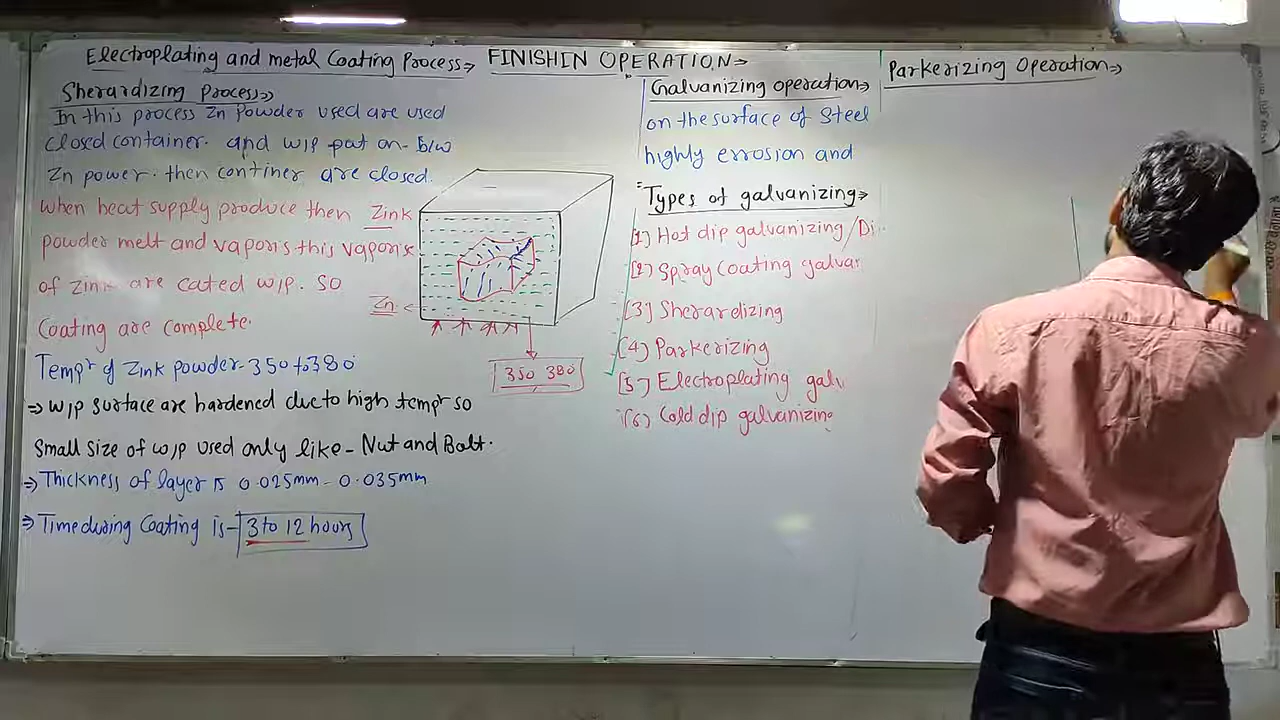 Electroplating and metal Coating Process⇒ FINISHIN OPERATION⇒
Sherardizing Process⇒
In this process Zn Powder used are used
closed container. and W/P put on- b/w
Zn power. then continer are closed.
When heat supply produce then Zink
powder melt and vaporis this vaporise
of zink are cated W/P. So
Coating are complete.
Tempr of Zink powder-350 to 380
⇒ W/P surface are hardened due to high tempr so
Small size of W/P used only like- Nut and Bolt.
⇒ Thickness of layer is 0.025mm - 0.035mm
⇒ Time during Coating is- 3 to 12 hours
Zn
350 380
Galvanizing operation⇒
on the surface of Steel
highly errosion and
Types of galvanizing⇒
[1] Hot dip galvanizing/Di
[2] Spray Coating galvan
[3] Sherardizing
[4] Parkerizing
[5] Electroplating galv
[6] Cold dip galvanizing
Parkerizing Operation⇒